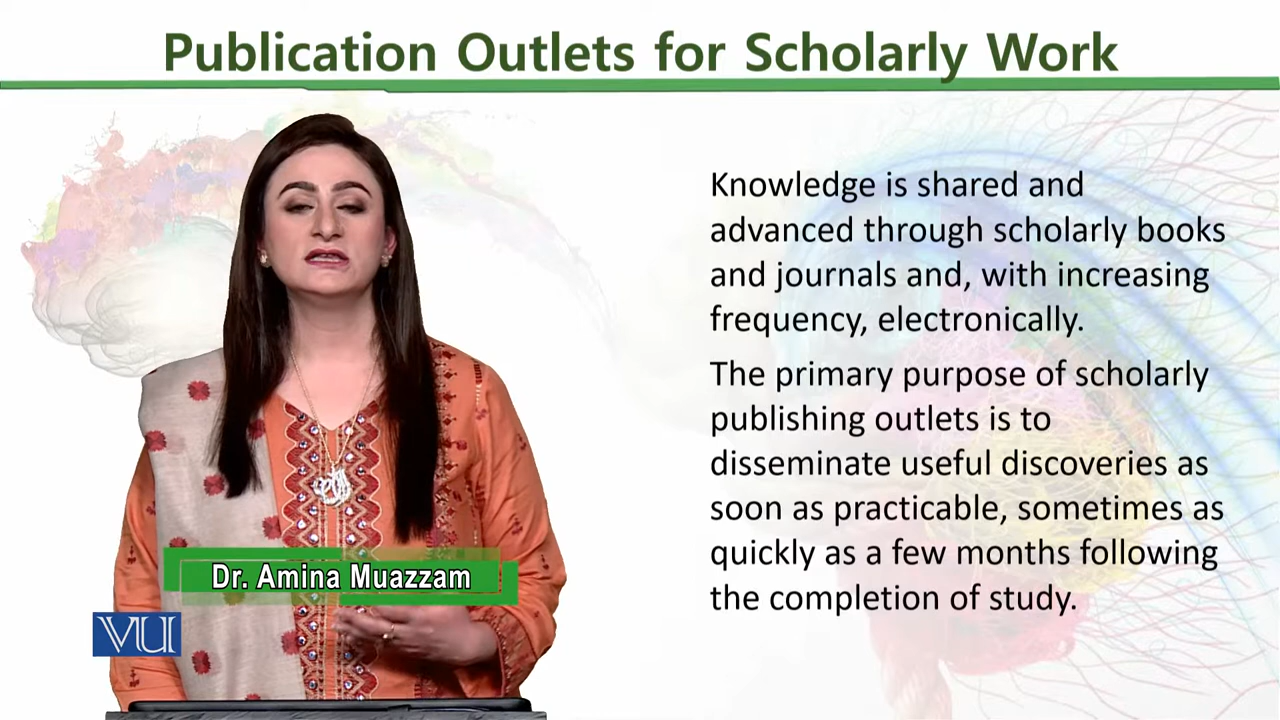 Publication Outlets for Scholarly Work
Knowledge is shared and
advanced through scholarly books
and journals and, with increasing
frequency, electronically.
The primary purpose of scholarly
publishing outlets is to
disseminate useful discoveries as
soon as practicable, sometimes as
quickly as a few months following
the completion of study.
Dr. Amina Muazzam
VU